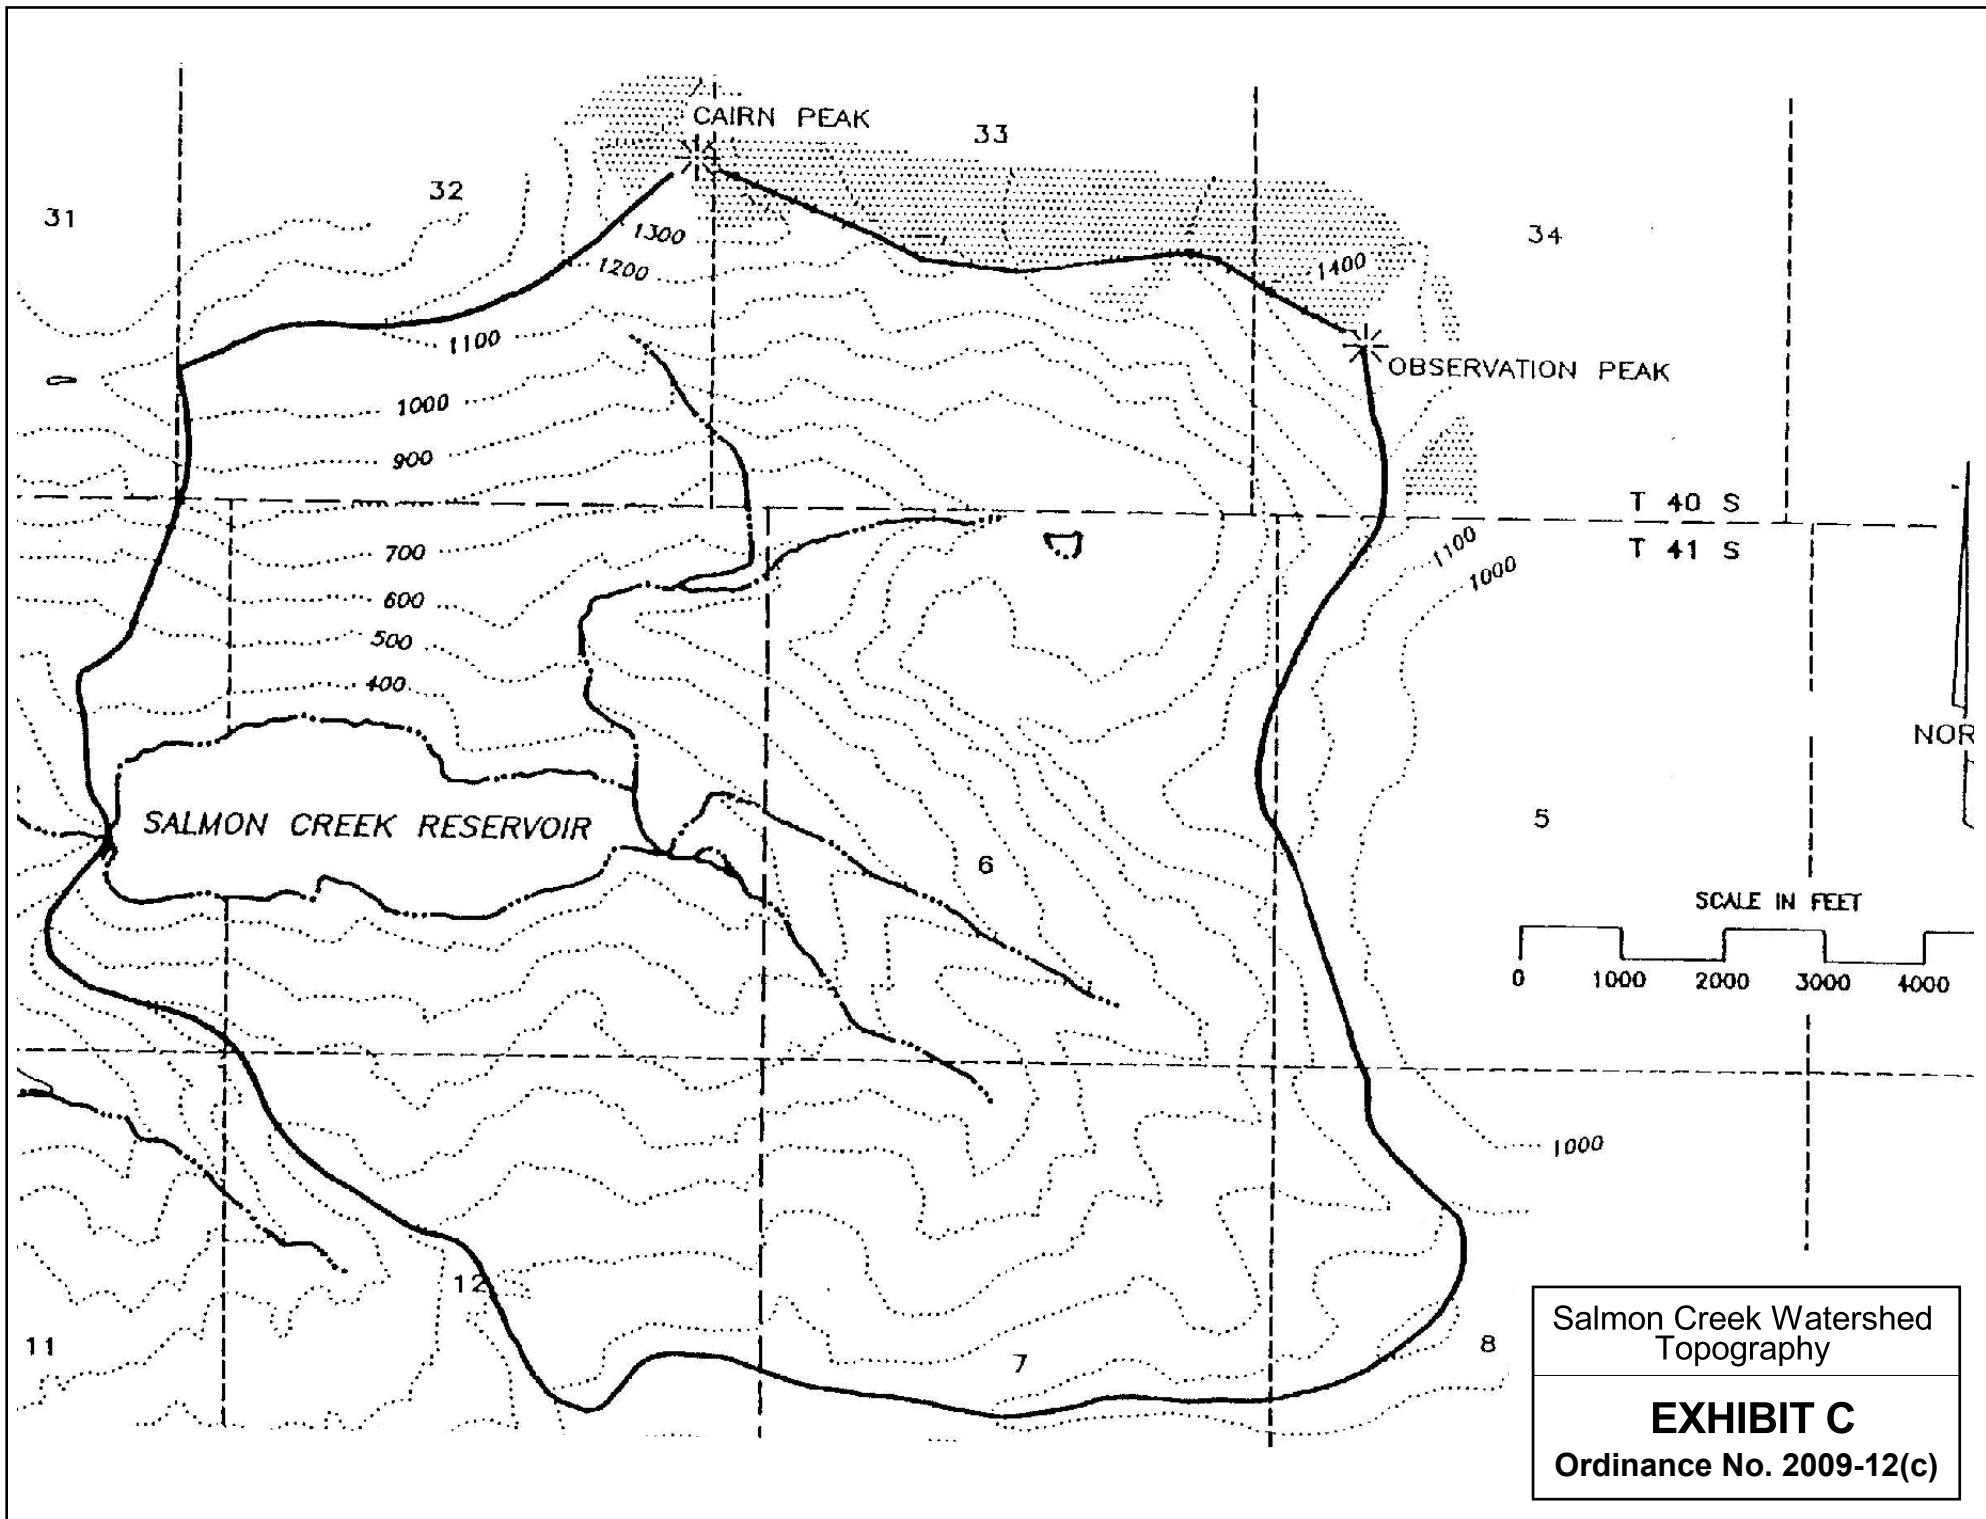 CAIRN PEAK
33
32
31
34
1300
1200
1400
1100
OBSERVATION PEAK
1000
900
T 40 S
T 41 S
700
1100
1000
600
500
400
NOR
SALMON CREEK RESERVOIR
5
6
SCALE IN FEET
0 1000 2000 3000 4000
1000
12
11
7
8
Salmon Creek Watershed
Topography
EXHIBIT C
Ordinance No. 2009-12(c)